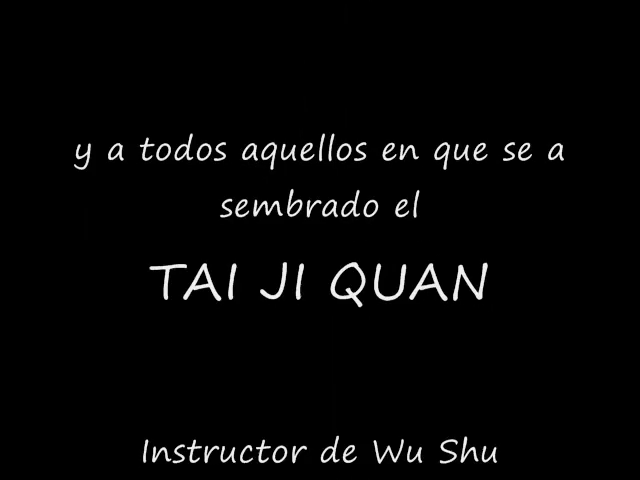 y a todos aquellos en que se a
sembrado el
TAI JI QUAN
Instructor de Wu Shu